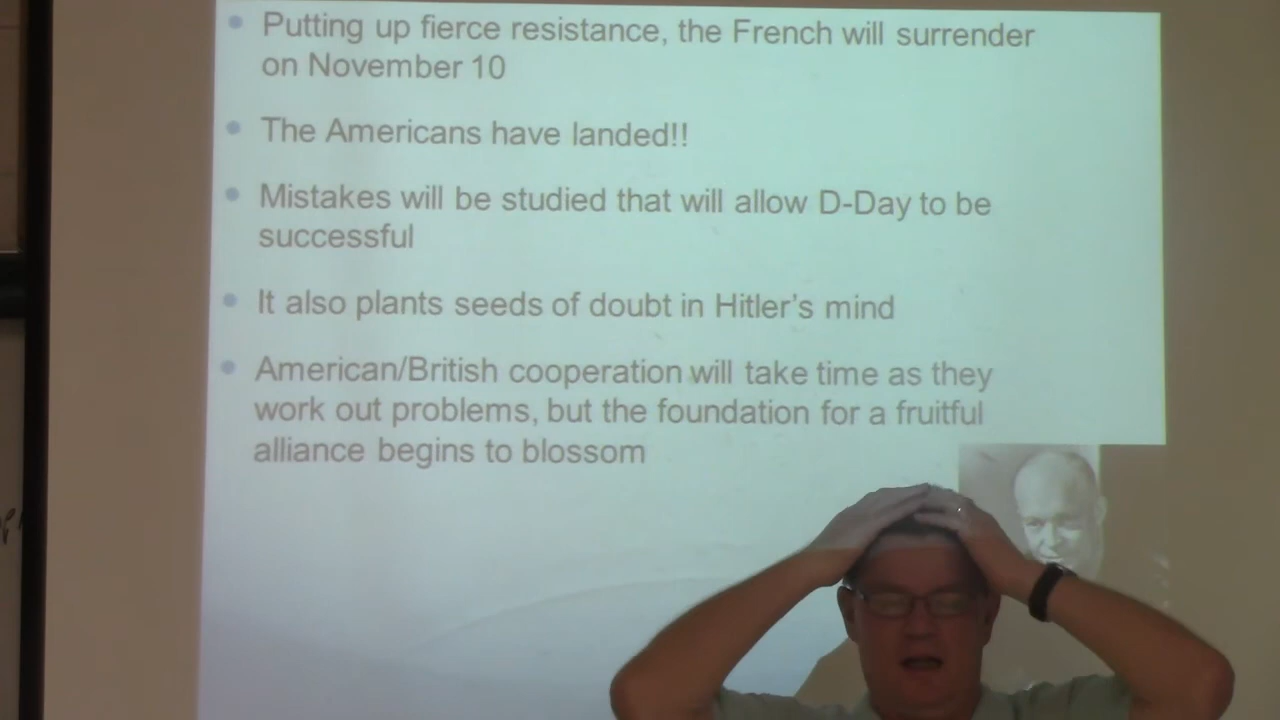 Putting up fierce resistance, the French will surrender
on November 10
The Americans have landed!!
Mistakes will be studied that will allow D-Day to be
successful
It also plants seeds of doubt in Hitler's mind
American/British cooperation will take time as they
work out problems, but the foundation for a fruitful
alliance begins to blossom